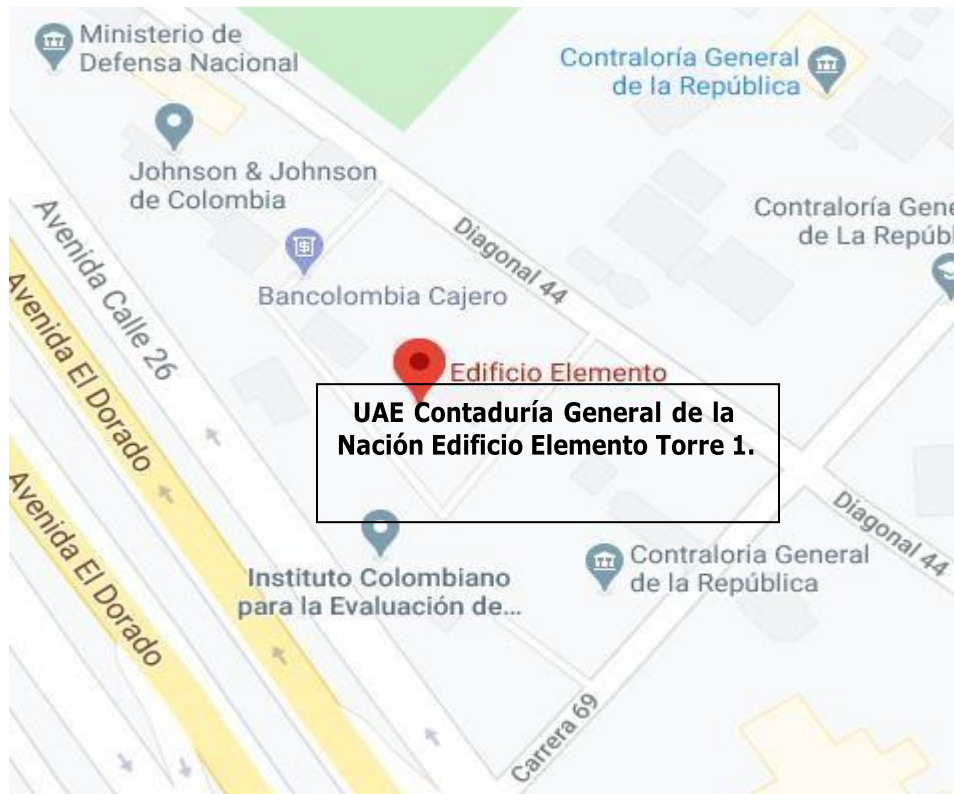 Ministerio de
Defensa Nacional
Contraloría General
de la República
Johnson & Johnson
de Colombia
Contraloría Gene
de La Repúbl
Avenida Calle 26
Diagonal 44
Bancolombia Cajero
Avenida El Dorado
Edificio Elemento
UAE Contaduría General de la
Nación Edificio Elemento Torre 1.
Avenida El Dorado
Diagonal 44
Contraloria General
de la República
Instituto Colombiano
para la Evaluación de...
Carrera 69